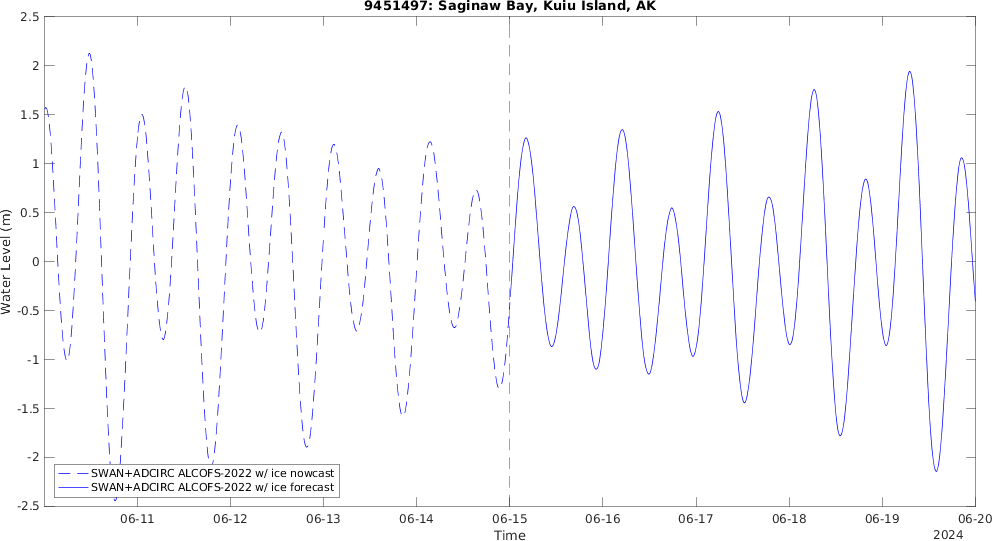 9451497: Saginaw Bay, Kuiu Island, AK
Water Level (m)
2.5
2
1.5
1
0.5
0
-0.5
-1
-1.5
-2
-2.5
SWAN+ADCIRC ALCOFS-2022 w/ ice nowcast
SWAN+ADCIRC ALCOFS-2022 w/ ice forecast
06-11 06-12 06-13 06-14 06-15 06-16 06-17 06-18 06-19 06-20
Time
2024